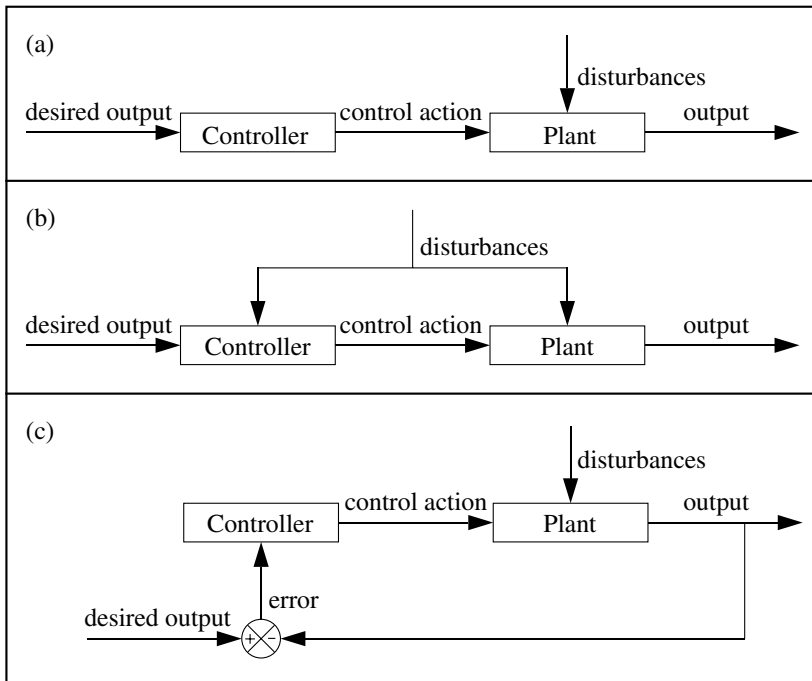 (a)
disturbances
desired output
Controller
control action
Plant
output
(b)
disturbances
desired output
Controller
control action
Plant
output
(c)
disturbances
Controller
control action
Plant
output
error
desired output
+ −